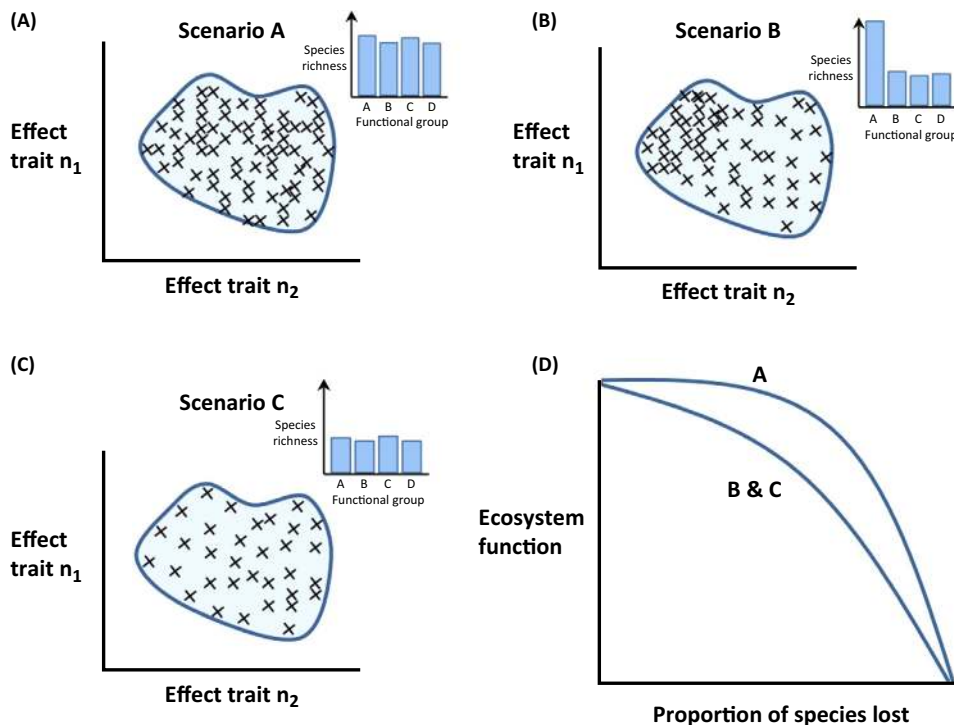 (A)
Scenario A
Species
richness
A B C D
Functional group
Effect
trait n1
Effect trait n2
(B)
Scenario B
Species
richness
A B C D
Functional group
Effect
trait n1
Effect trait n2
(C)
Scenario C
Species
richness
A B C D
Functional group
Effect
trait n1
Effect trait n2
(D)
A
B & C
Ecosystem
function
Proportion of species lost